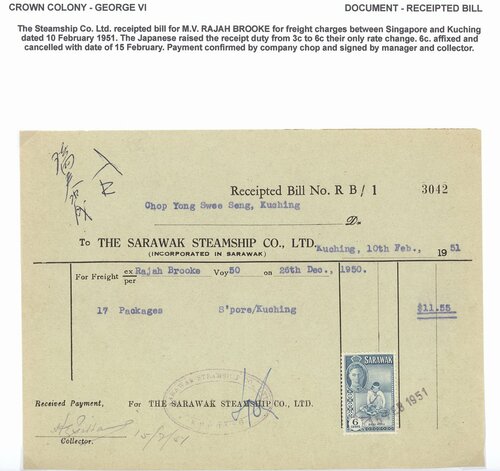 CROWN COLONY - GEORGE VI
DOCUMENT - RECEIPTED BILL
The Steamship Co. Ltd. receipted bill for M.V. RAJAH BROOKE for freight charges between Singapore and Kuching
dated 10 February 1951. The Japanese raised the receipt duty from 3c to 6c their only rate change. 6c. affixed and
cancelled with date of 15 February. Payment confirmed by company chop and signed by manager and collector.
Receipted Bill No. R B / 1 3042
Chop Yong Swee Seng, Kuching
D.
To THE SARAWAK STEAMSHIP CO., LTD.
(INCORPORATED IN SARAWAK)
Kuching, 10th Feb., 1951
For Freight ex/per Rajah Brooke Voy 50 on 26th Dec., 1950.
17 Packages S'pore/Kuching $11.55
SARAWAK
6
CENTS
EB 1951
Received Payment, For THE SARAWAK STEAMSHIP CO., LTD.
15/2/51
Collector.